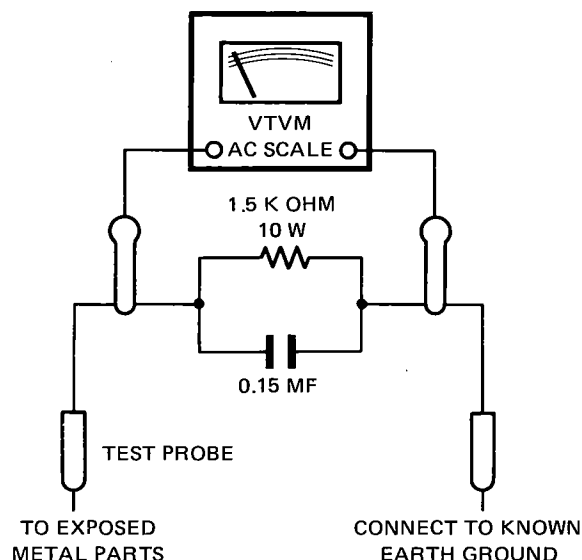 VTVM
AC SCALE
1.5 K OHM
10 W
0.15 MF
TEST PROBE
TO EXPOSED
METAL PARTS
CONNECT TO KNOWN
EARTH GROUND